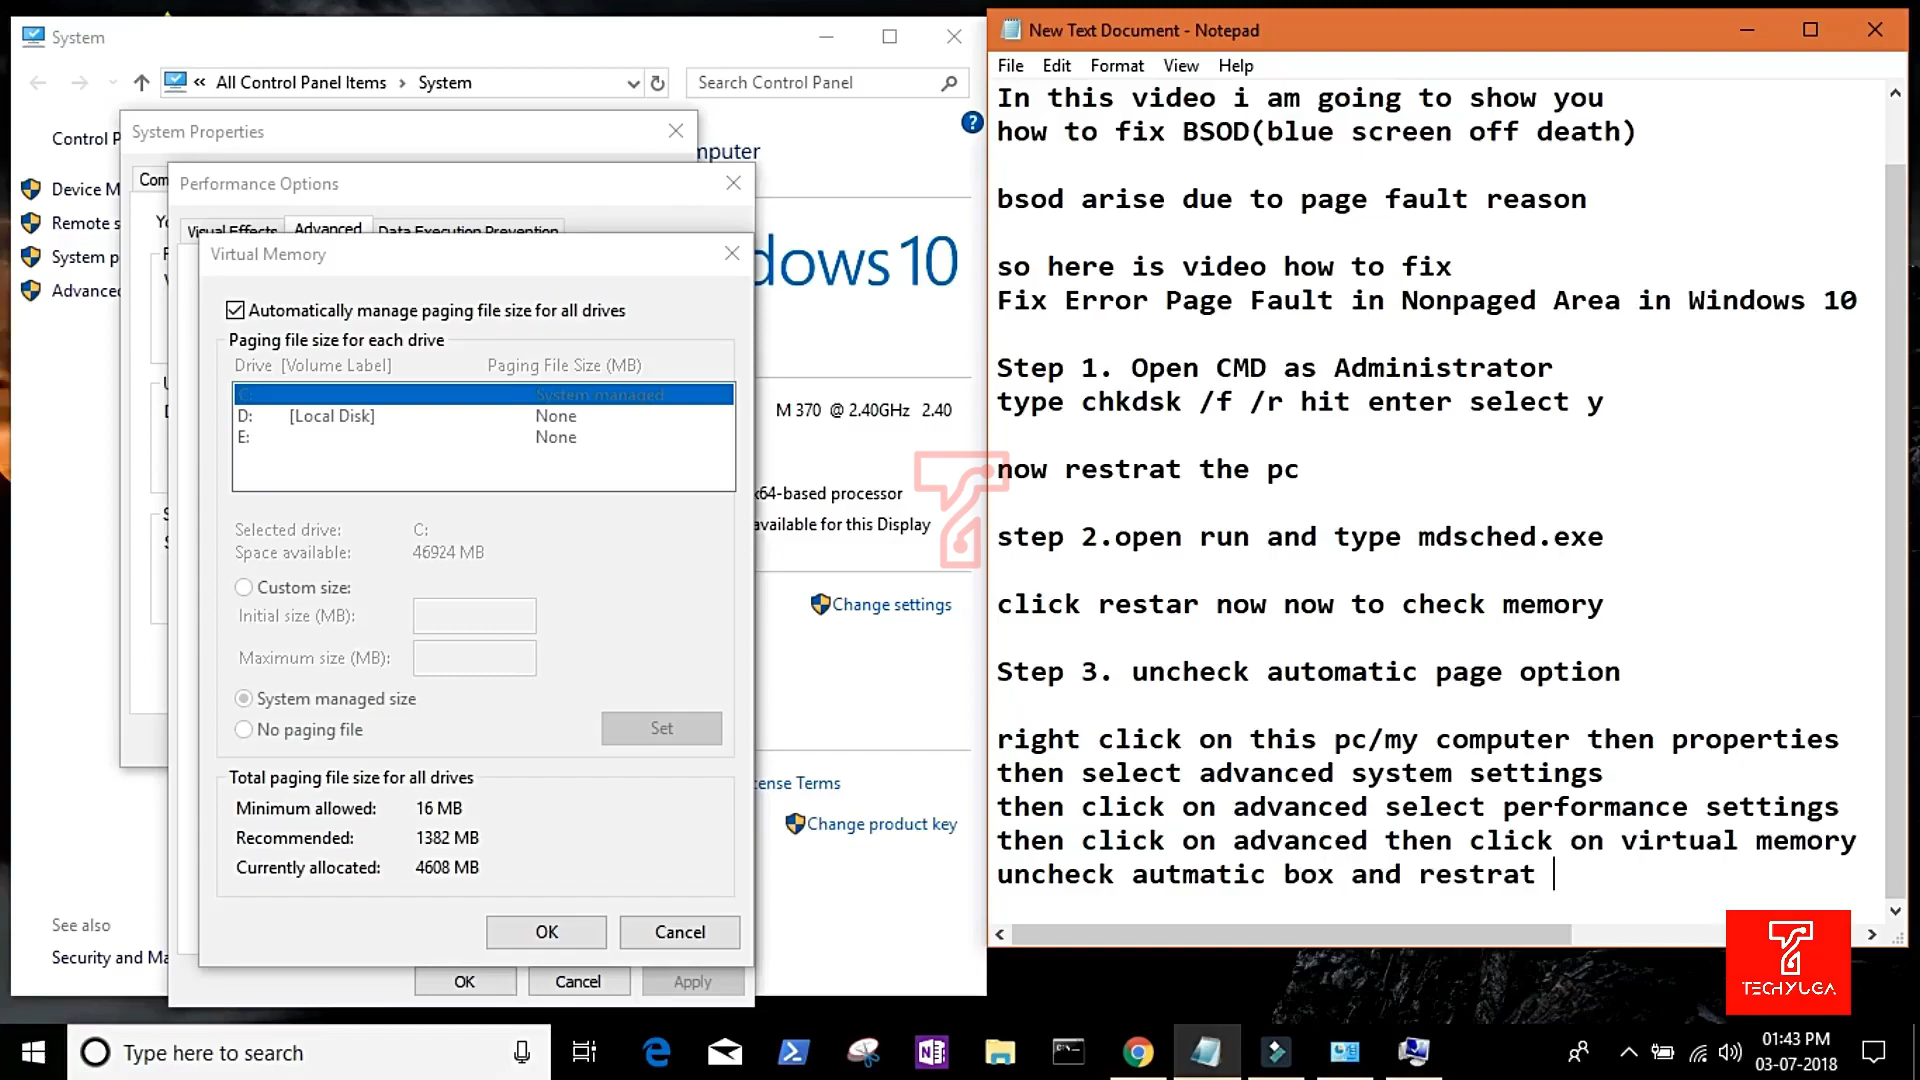 System
All Control Panel Items
System
Search Control Panel
System Properties
Performance Options
Visual Effects
Advanced
Data Execution Prevention
Virtual Memory
Automatically manage paging file size for all drives
Paging file size for each drive
Drive [Volume Label]
Paging File Size (MB)
C:
System managed
D:
[Local Disk]
None
E:
None
Selected drive:
C:
Space available:
46924 MB
Custom size:
Initial size (MB):
Maximum size (MB):
System managed size
No paging file
Set
Total paging file size for all drives
Minimum allowed:
16 MB
Recommended:
1382 MB
Currently allocated:
4608 MB
OK
Cancel
OK
Cancel
Apply
Control P
Device M
Remote s
System p
Advanced
Com
See also
Security and Ma
mputer
dows 10
M 370 @ 2.40GHz 2.40
x64-based processor
available for this Display
Change settings
cense Terms
Change product key
New Text Document - Notepad
File Edit Format View Help
In this video i am going to show you
how to fix BSOD(blue screen off death)
bsod arise due to page fault reason
so here is video how to fix
Fix Error Page Fault in Nonpaged Area in Windows 10
Step 1. Open CMD as Administrator
type chkdsk /f /r hit enter select y
now restrat the pc
step 2.open run and type mdsched.exe
click restar now now to check memory
Step 3. uncheck automatic page option
right click on this pc/my computer then properties
then select advanced system settings
then click on advanced select performance settings
then click on advanced then click on virtual memory
uncheck autmatic box and restrat
TECHYUGA
Type here to search
01:43 PM
03-07-2018